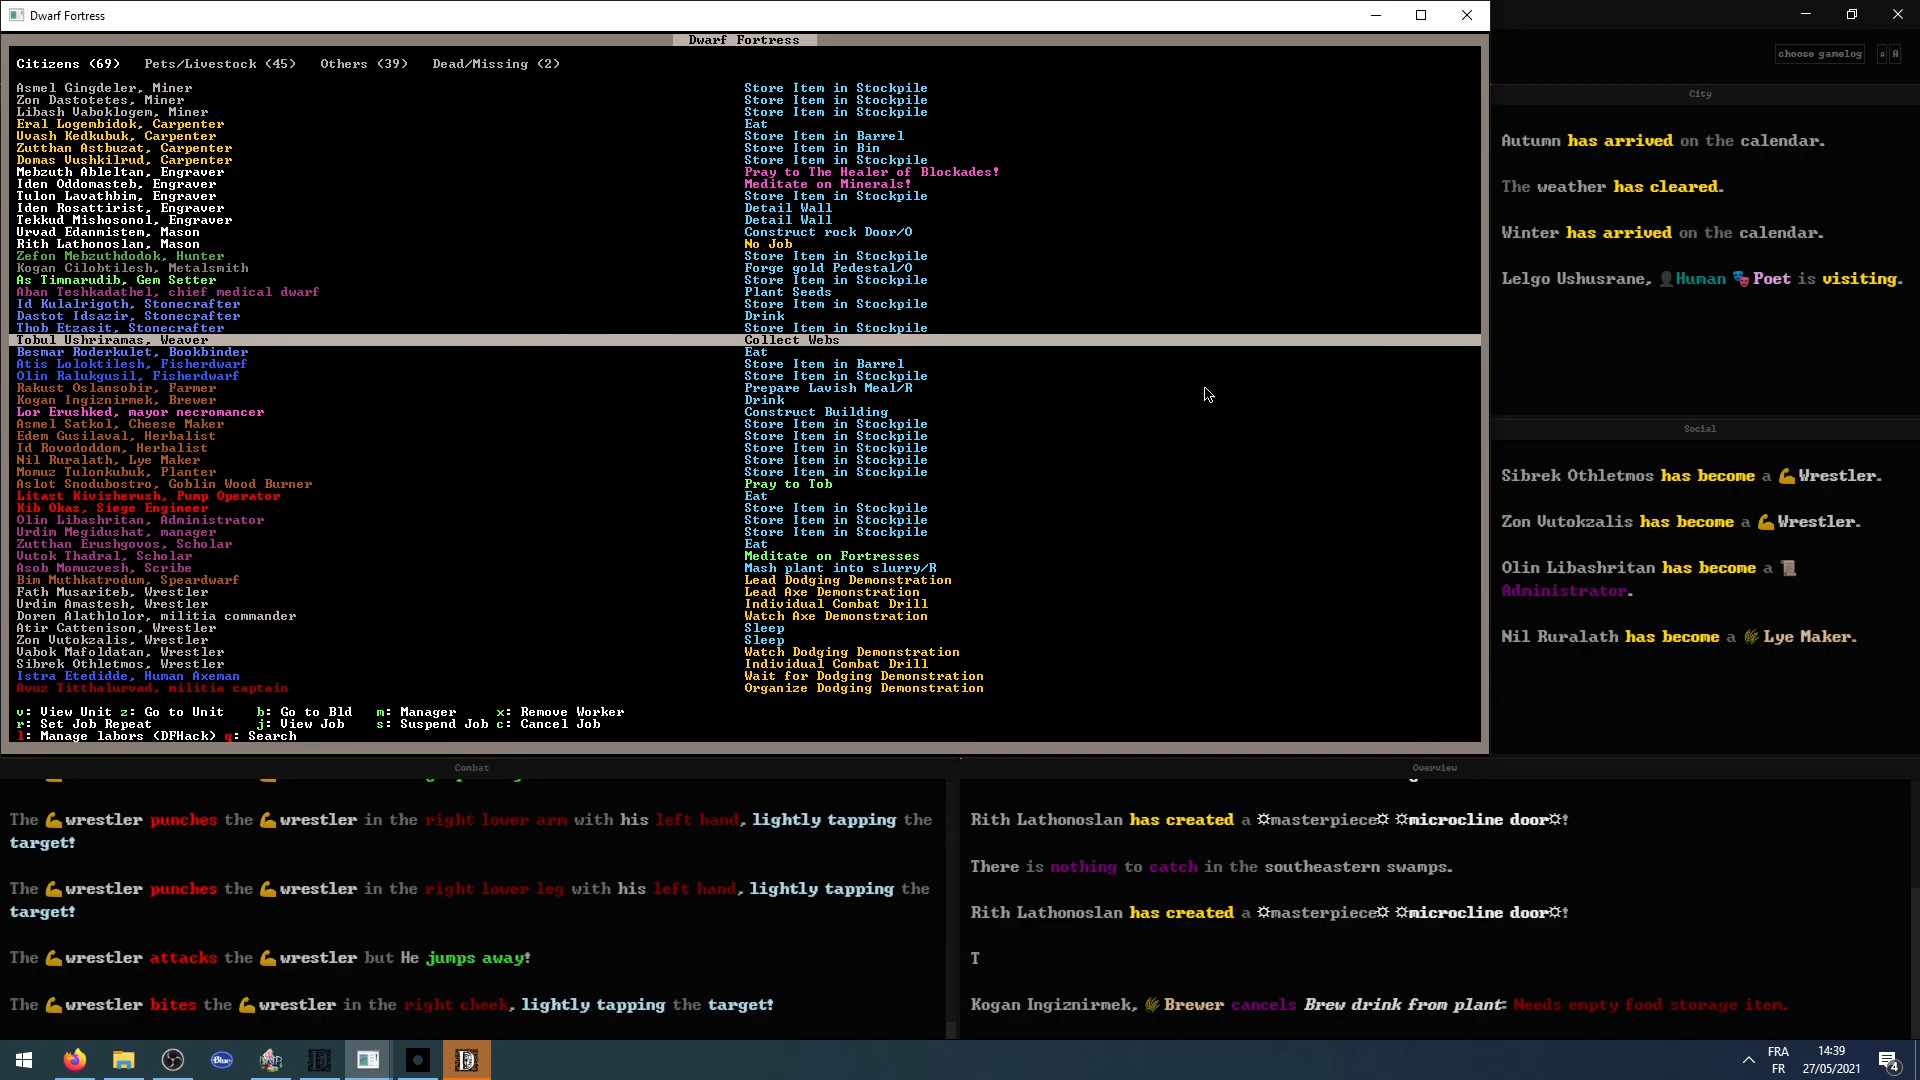 Dwarf Fortress
Dwarf Fortress
Citizens (69) Pets/Livestock (45) Others (39) Dead/Missing (2)
Asmel Gingdeler, Miner Store Item in Stockpile
Zon Dastotetes, Miner Store Item in Stockpile
Libash Vaboklogem, Miner Store Item in Stockpile
Eral Logembidok, Carpenter Eat
Uvash Kedkubuk, Carpenter Store Item in Barrel
Zutthan Astbuzat, Carpenter Store Item in Bin
Domas Vushkilrud, Carpenter Store Item in Stockpile
Mebzuth Ableltan, Engraver Pray to The Healer of Blockades!
Iden Oddomasteb, Engraver Meditate on Minerals!
Tulon Lavathbim, Engraver Store Item in Stockpile
Iden Rosattirist, Engraver Detail Wall
Tekkud Mishosonol, Engraver Detail Wall
Urvad Edanmistem, Mason Construct rock Door/O
Rith Lathonoslan, Mason No Job
Zefon Mebzuthdodok, Hunter Store Item in Stockpile
Kogan Cilobtilesh, Metalsmith Forge gold Pedestal/O
As Timnarudib, Gem Setter Store Item in Stockpile
Aban Teshkadathel, chief medical dwarf Plant Seeds
Id Kulalrigoth, Stonecrafter Store Item in Stockpile
Dastot Idsazir, Stonecrafter Drink
Thob Etzasit, Stonecrafter Store Item in Stockpile
Tobul Ushriramas, Weaver Collect Webs
Besmar Roderkulet, Bookbinder Eat
Atis Loloktilesh, Fisherdwarf Store Item in Barrel
Olin Ralukgusil, Fisherdwarf Store Item in Stockpile
Rakust Oslansobir, Farmer Prepare Lavish Meal/R
Kogan Ingiznirmek, Brewer Drink
Lor Erushked, mayor necromancer Construct Building
Asmel Satkol, Cheese Maker Store Item in Stockpile
Edem Gusilaval, Herbalist Store Item in Stockpile
Id Rovododdom, Herbalist Store Item in Stockpile
Nil Ruralath, Lye Maker Store Item in Stockpile
Momuz Tulonkubuk, Planter Store Item in Stockpile
Aslot Snodubostro, Goblin Wood Burner Pray to Tob
Litast Kivisherush, Pump Operator Eat
Kib Okas, Siege Engineer Store Item in Stockpile
Olin Libashritan, Administrator Store Item in Stockpile
Urdim Megidushat, manager Store Item in Stockpile
Zutthan Erushgovos, Scholar Eat
Vutok Thadral, Scholar Meditate on Fortresses
Asob Momuzvesh, Scribe Mash plant into slurry/R
Bim Muthkatrodum, Speardwarf Lead Dodging Demonstration
Fath Musariteb, Wrestler Lead Axe Demonstration
Urdim Amastesh, Wrestler Individual Combat Drill
Doren Alathlolor, militia commander Watch Axe Demonstration
Atir Cattenison, Wrestler Sleep
Zon Vutokzalis, Wrestler Sleep
Vabok Mafoldatan, Wrestler Watch Dodging Demonstration
Sibrek Othletmos, Wrestler Individual Combat Drill
Istra Etedidde, Human Axeman Wait for Dodging Demonstration
Avuz Titthalurvad, militia captain Organize Dodging Demonstration
v: View Unit z: Go to Unit b: Go to Bld m: Manager x: Remove Worker
r: Set Job Repeat j: View Job s: Suspend Job c: Cancel Job
l: Manage labors (DFHack) q: Search
choose gamelog A A
City
Autumn has arrived on the calendar.
The weather has cleared.
Winter has arrived on the calendar.
Lelgo Ushusrane, Human Poet is visiting.
Social
Sibrek Othletmos has become a Wrestler.
Zon Vutokzalis has become a Wrestler.
Olin Libashritan has become a
Administrator.
Nil Ruralath has become a Lye Maker.
Combat
The wrestler punches the wrestler in the right lower arm with his left hand, lightly tapping the
target!
The wrestler punches the wrestler in the right lower leg with his left hand, lightly tapping the
target!
The wrestler attacks the wrestler but He jumps away!
The wrestler bites the wrestler in the right cheek, lightly tapping the target!
Overview
Rith Lathonoslan has created a ☼masterpiece☼ ☼microcline door☼!
There is nothing to catch in the southeastern swamps.
Rith Lathonoslan has created a ☼masterpiece☼ ☼microcline door☼!
T
Kogan Ingiznirmek, Brewer cancels Brew drink from plant: Needs empty food storage item.
Blu
FRA
FR
14:39
27/05/2021
4